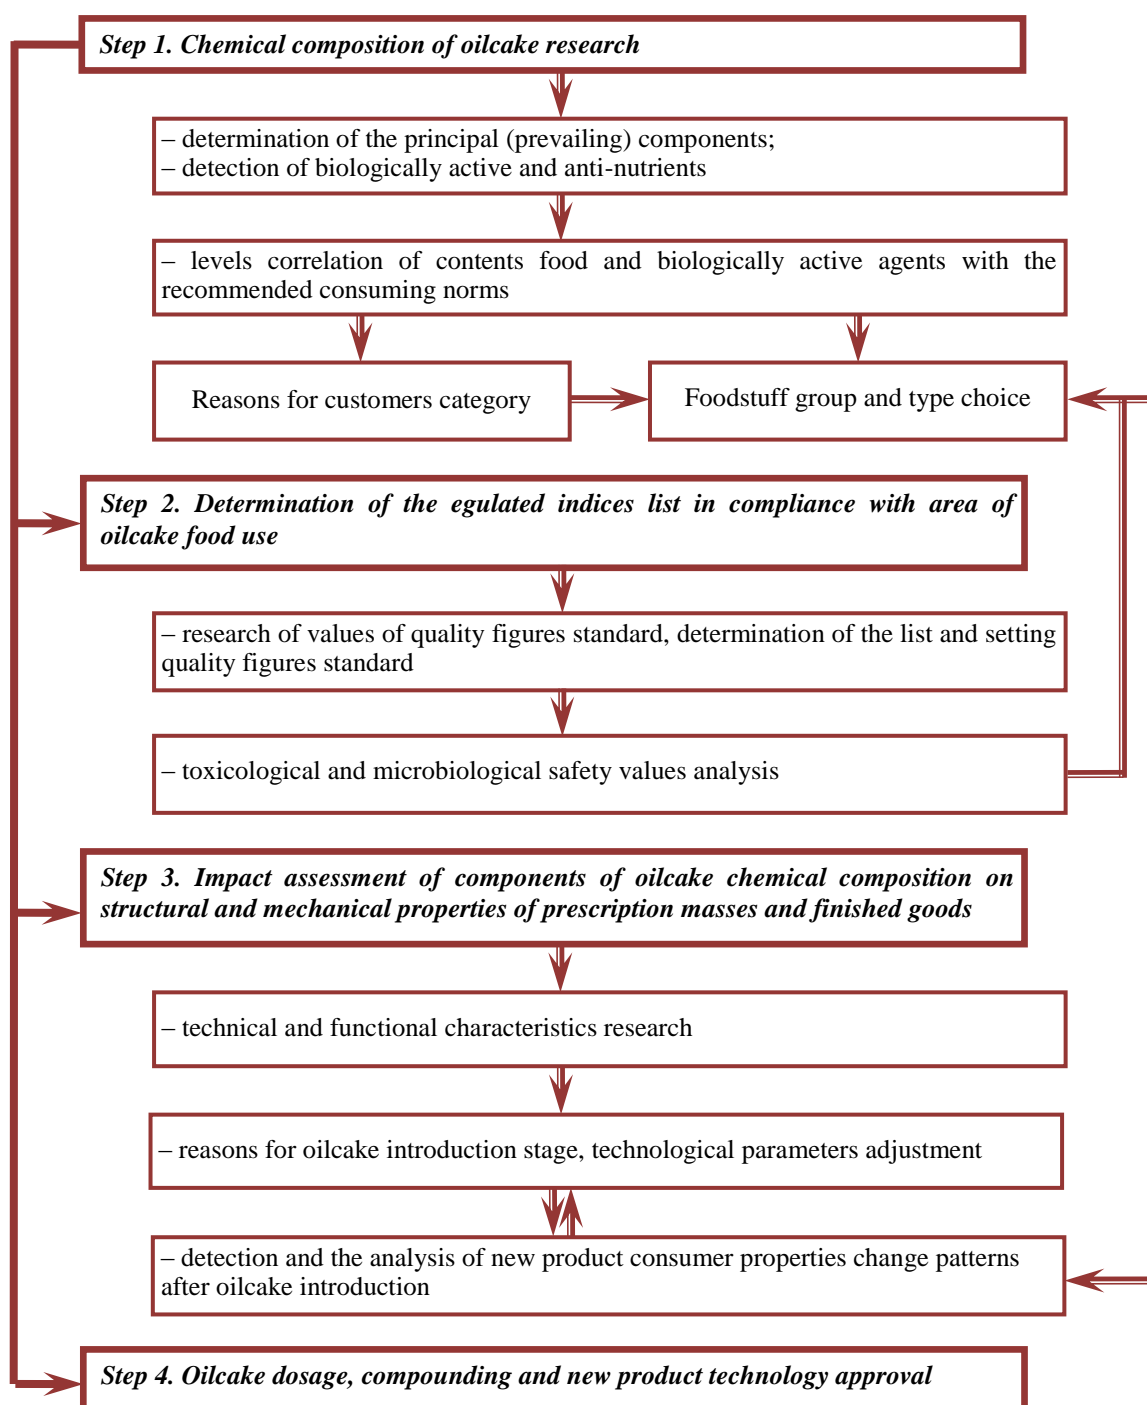 Step 1. Chemical composition of oilcake research
– determination of the principal (prevailing) components;
– detection of biologically active and anti-nutrients
– levels correlation of contents food and biologically active agents with the
recommended consuming norms
Reasons for customers category
Foodstuff group and type choice
Step 2. Determination of the egulated indices list in compliance with area of
oilcake food use
– research of values of quality figures standard, determination of the list and setting
quality figures standard
– toxicological and microbiological safety values analysis
Step 3. Impact assessment of components of oilcake chemical composition on
structural and mechanical properties of prescription masses and finished goods
– technical and functional characteristics research
– reasons for oilcake introduction stage, technological parameters adjustment
– detection and the analysis of new product consumer properties change patterns
after oilcake introduction
Step 4. Oilcake dosage, compounding and new product technology approval